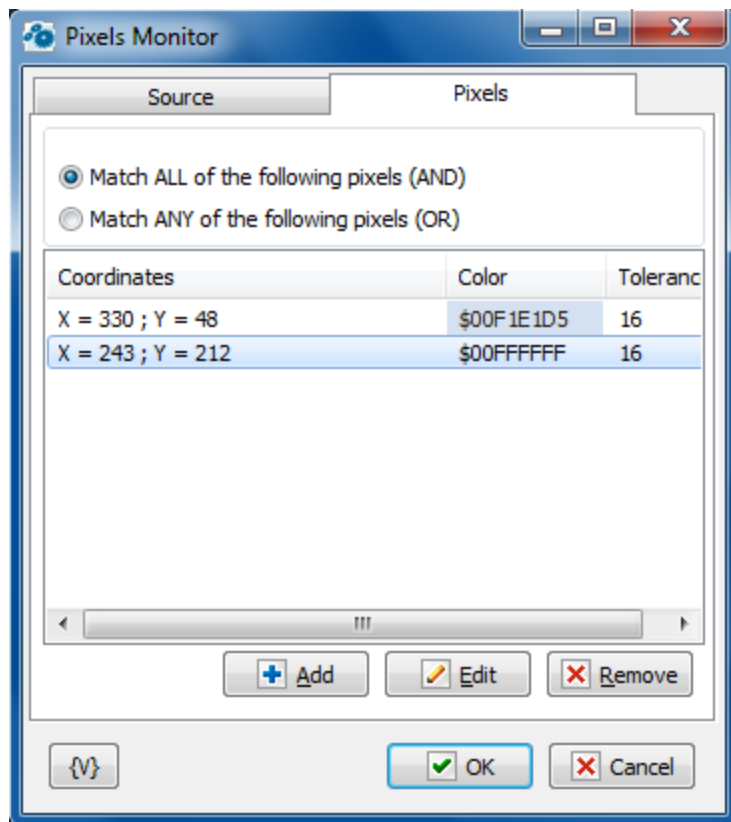 Pixels Monitor
Source Pixels
Match ALL of the following pixels (AND)
Match ANY of the following pixels (OR)
Coordinates Color Toleranc
X = 330 ; Y = 48 $00F1E1D5 16
X = 243 ; Y = 212 $00FFFFFF 16
Add Edit Remove
{V} OK Cancel